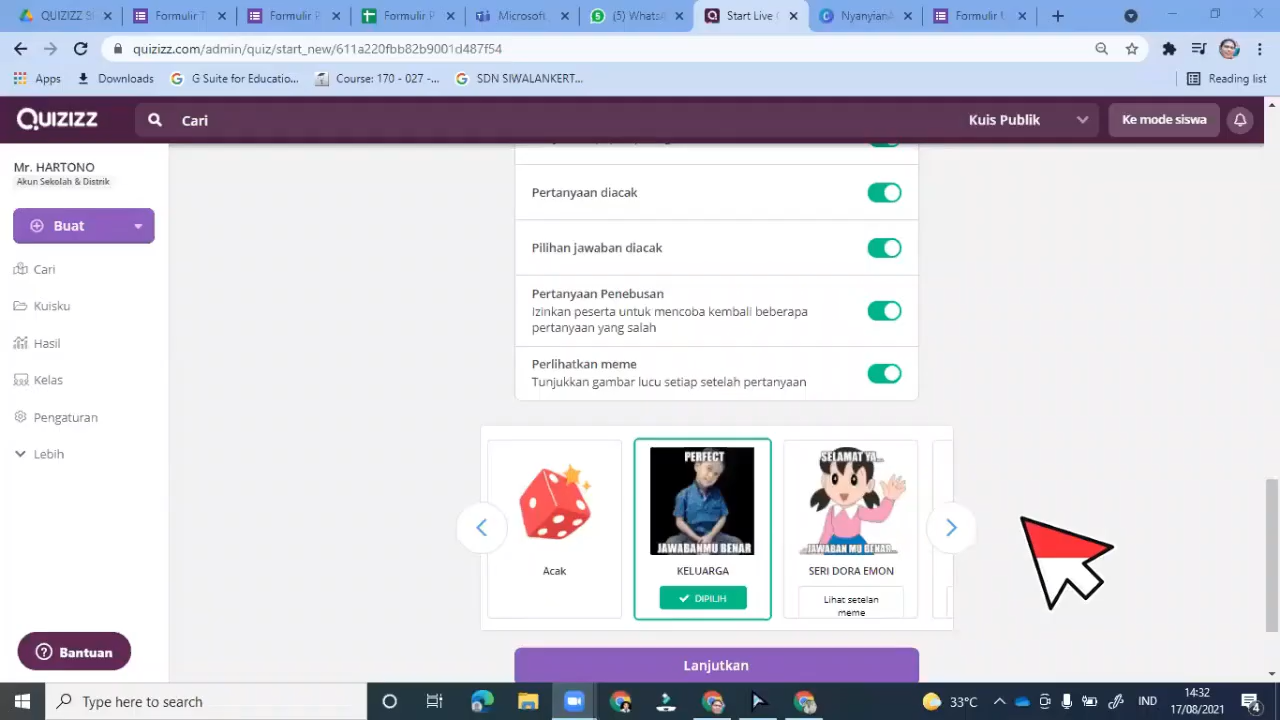 QUIZIZZ S
Formulir T
Formulir P
Formulir P
Microsoft
(5) Whats
Start Live
Nyanyian
Formulir
quizizz.com/admin/quiz/start_new/611a220fbb82b9001d487f54
Apps
Downloads
G Suite for Educatio...
Course: 170 - 027 -...
SDN SIWALANKERT...
Reading list
QUIZIZZ
Cari
Kuis Publik
Ke mode siswa
Mr. HARTONO
Akun Sekolah & Distrik
Buat
Cari
Kuisku
Hasil
Kelas
Pengaturan
Lebih
Bantuan
Pertanyaan diacak
Pilihan jawaban diacak
Pertanyaan Penebusan
Izinkan peserta untuk mencoba kembali beberapa
pertanyaan yang salah
Perlihatkan meme
Tunjukkan gambar lucu setiap setelah pertanyaan
Acak
PERFECT
JAWABANMU BENAR
KELUARGA
DIPILIH
SELAMAT YA...
JAWABAN MU BENAR...
SERI DORA EMON
Lihat setelan
meme
Lanjutkan
Type here to search
33°C
IND
14:32
17/08/2021
4